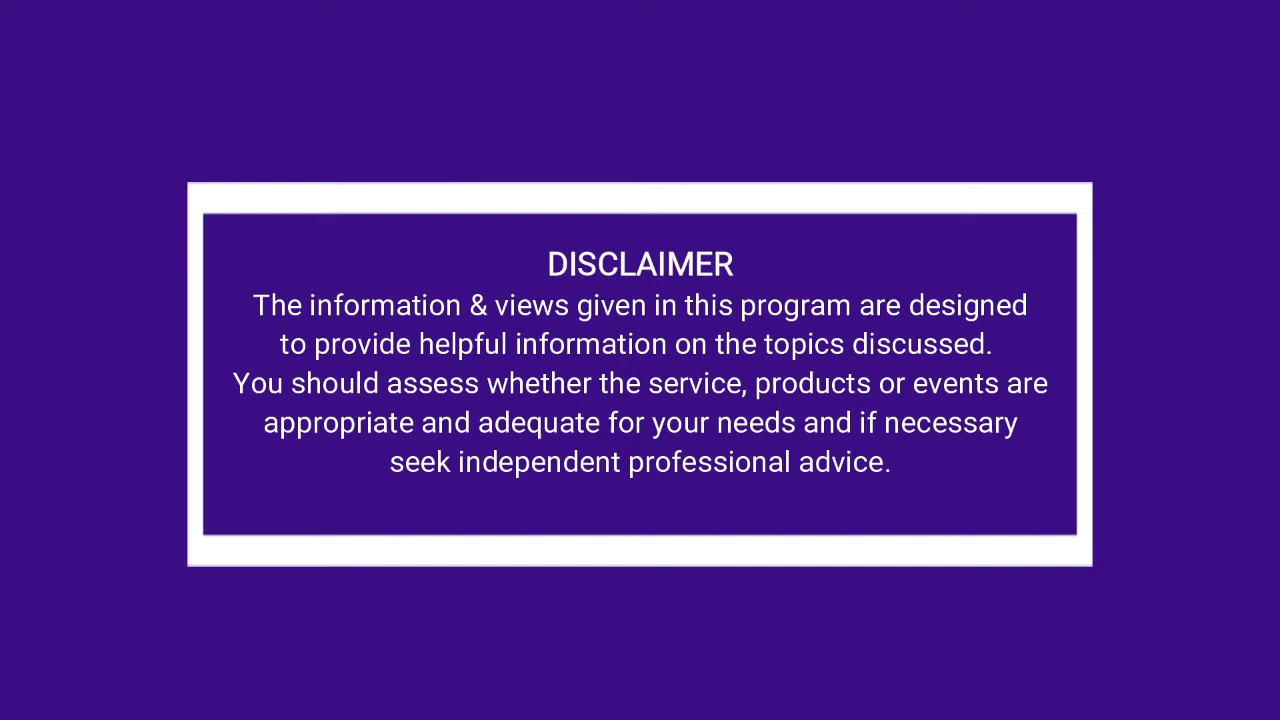 DISCLAIMER
The information & views given in this program are designed
to provide helpful information on the topics discussed.
You should assess whether the service, products or events are
appropriate and adequate for your needs and if necessary
seek independent professional advice.